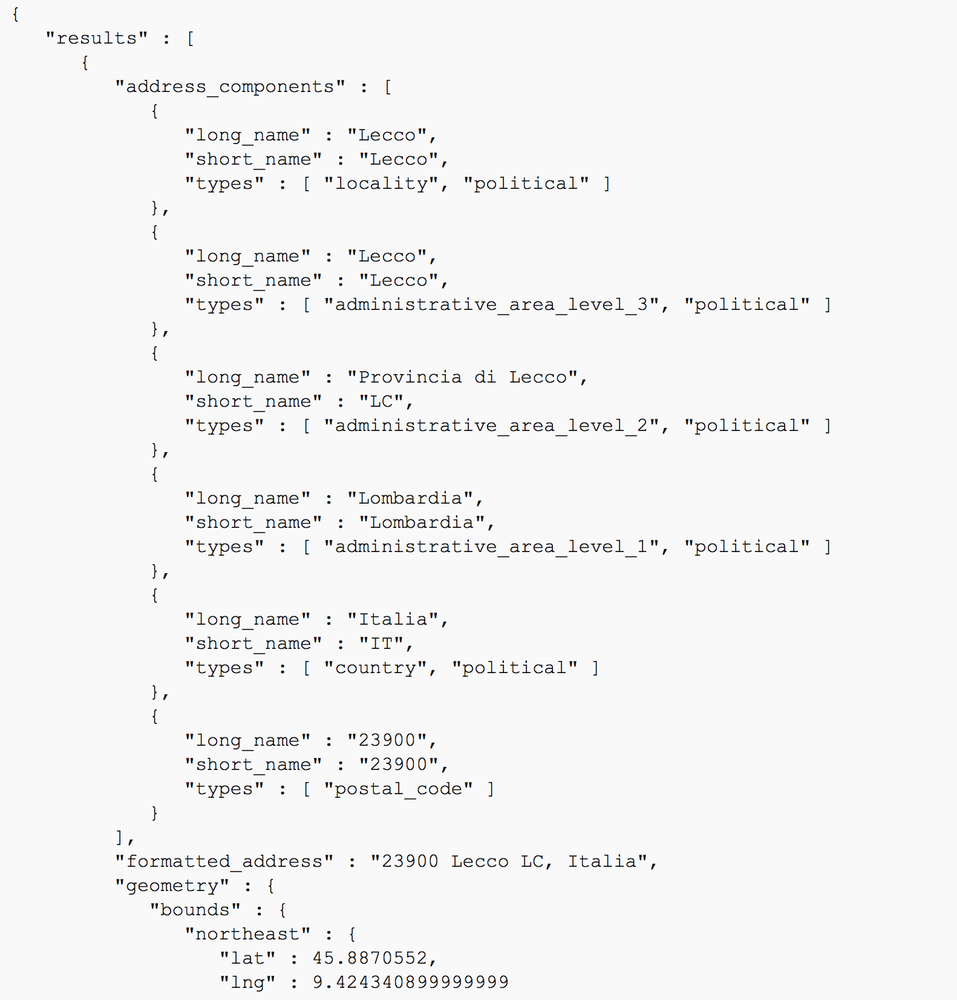 {
   "results" : [
      {
         "address_components" : [
            {
               "long_name" : "Lecco",
               "short_name" : "Lecco",
               "types" : [ "locality", "political" ]
            },
            {
               "long_name" : "Lecco",
               "short_name" : "Lecco",
               "types" : [ "administrative_area_level_3", "political" ]
            },
            {
               "long_name" : "Provincia di Lecco",
               "short_name" : "LC",
               "types" : [ "administrative_area_level_2", "political" ]
            },
            {
               "long_name" : "Lombardia",
               "short_name" : "Lombardia",
               "types" : [ "administrative_area_level_1", "political" ]
            },
            {
               "long_name" : "Italia",
               "short_name" : "IT",
               "types" : [ "country", "political" ]
            },
            {
               "long_name" : "23900",
               "short_name" : "23900",
               "types" : [ "postal_code" ]
            }
         ],
         "formatted_address" : "23900 Lecco LC, Italia",
         "geometry" : {
            "bounds" : {
               "northeast" : {
                  "lat" : 45.8870552,
                  "lng" : 9.424340899999999